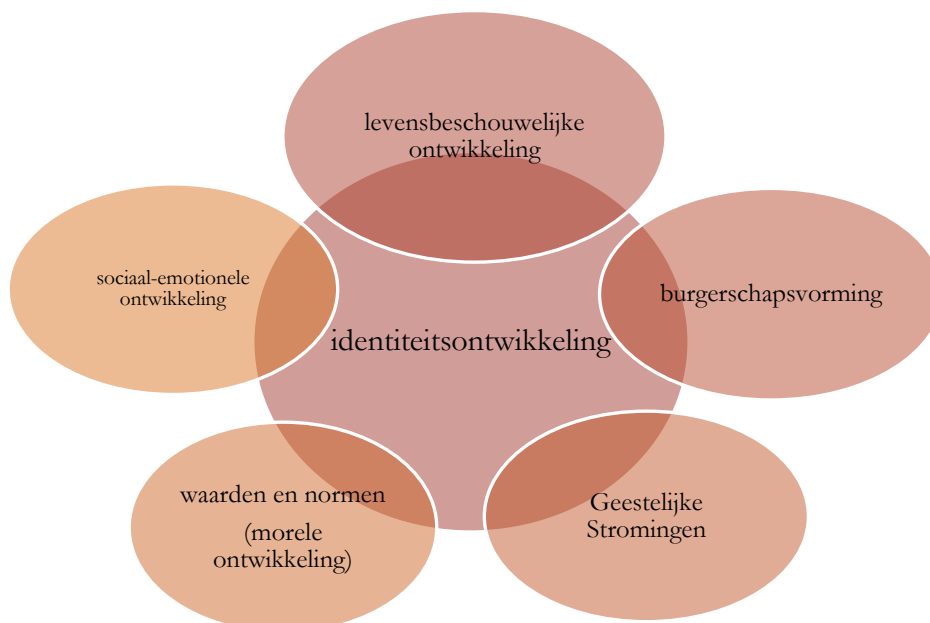 levensbeschouwelijke
ontwikkeling
sociaal-emotionele
ontwikkeling
burgerschapsvorming
identiteitsontwikkeling
waarden en normen
(morele
ontwikkeling)
Geestelijke
Stromingen